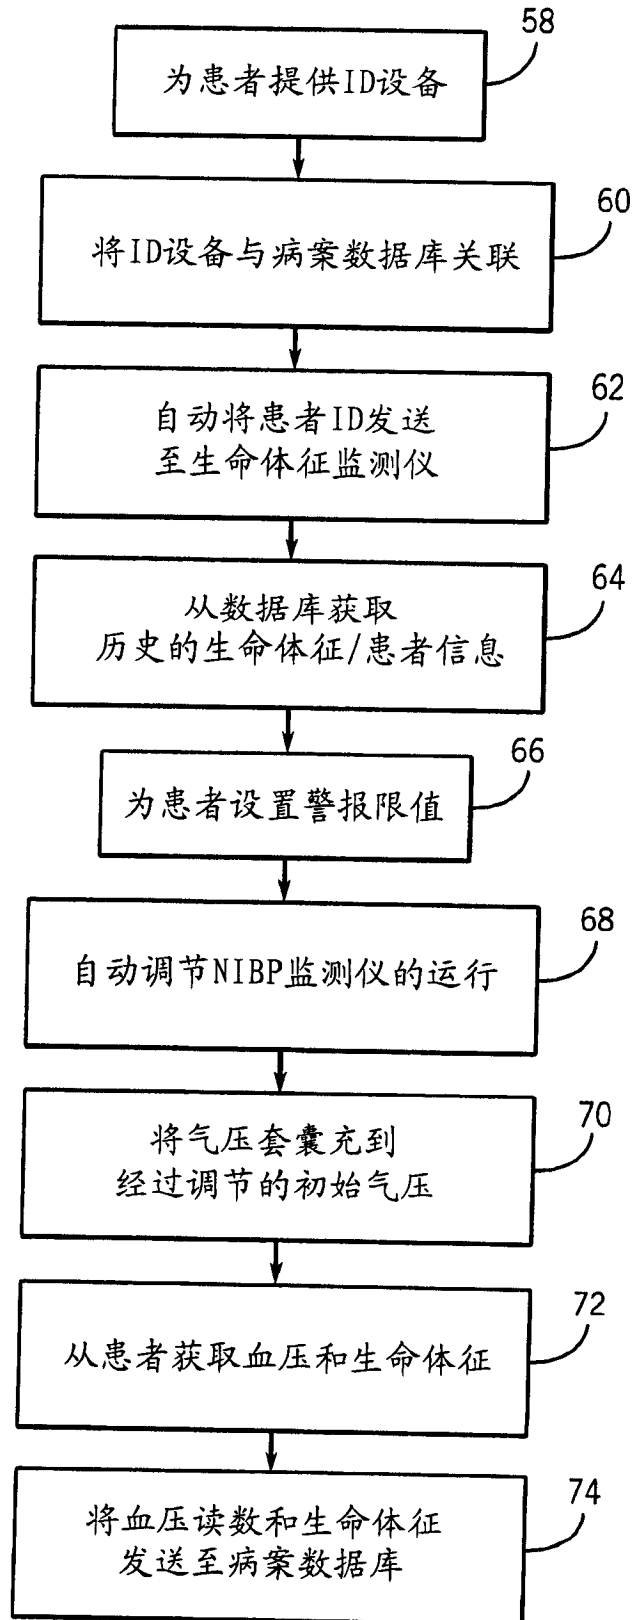 58
为患者提供ID设备
60
将ID设备与病案数据库关联
62
自动将患者ID发送
至生命体征监测仪
64
从数据库获取
历史的生命体征/患者信息
66
为患者设置警报限值
68
自动调节NIBP监测仪的运行
70
将气压套囊充到
经过调节的初始气压
72
从患者获取血压和生命体征
74
将血压读数和生命体征
发送至病案数据库